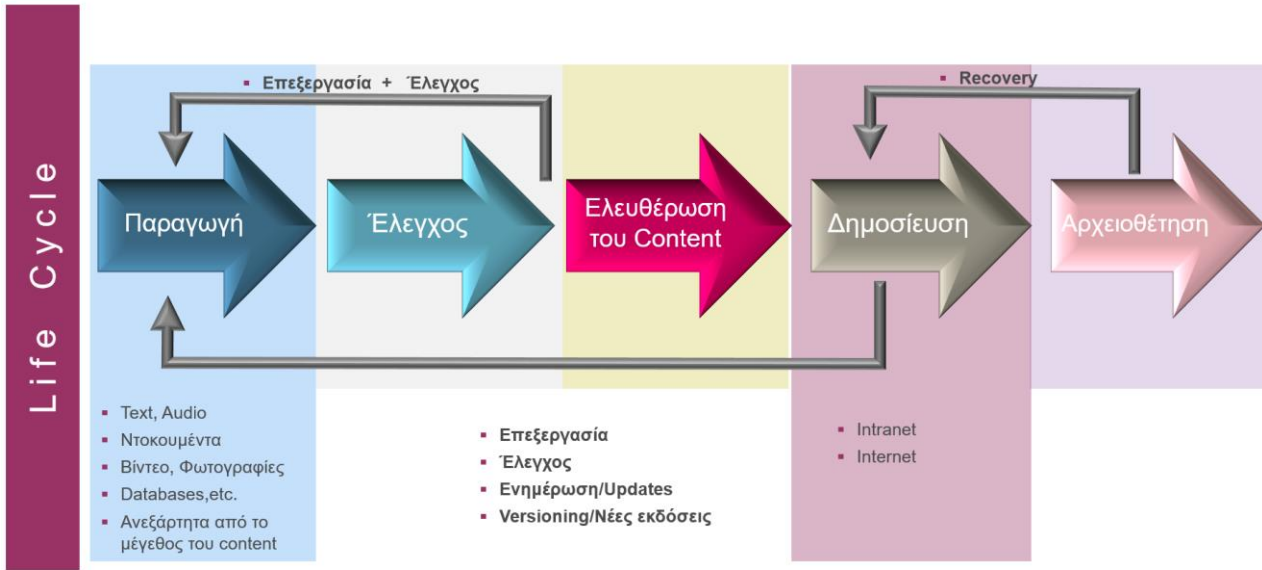 Life Cycle
▪ Επεξεργασία + Έλεγχος
▪ Recovery
Παραγωγή
Έλεγχος
Ελευθέρωση
του Content
Δημοσίευση
Αρχειοθέτηση
▪ Text, Audio
▪ Ντοκουμέντα
▪ Βίντεο, Φωτογραφίες
▪ Databases,etc.
▪ Ανεξάρτητα από το
μέγεθος του content
▪ Επεξεργασία
▪ Έλεγχος
▪ Ενημέρωση/Updates
▪ Versioning/Νέες εκδόσεις
▪ Intranet
▪ Internet